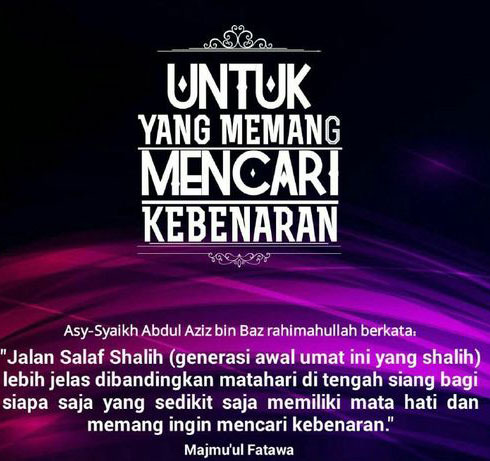 UNTUK
YANG MEMANG
MENCARI
KEBENARAN
Asy-Syaikh Abdul Aziz bin Baz rahimahullah berkata:
"Jalan Salaf Shalih (generasi awal umat ini yang shalih)
lebih jelas dibandingkan matahari di tengah siang bagi
siapa saja yang sedikit saja memiliki mata hati dan
memang ingin mencari kebenaran."
Majmu'ul Fatawa